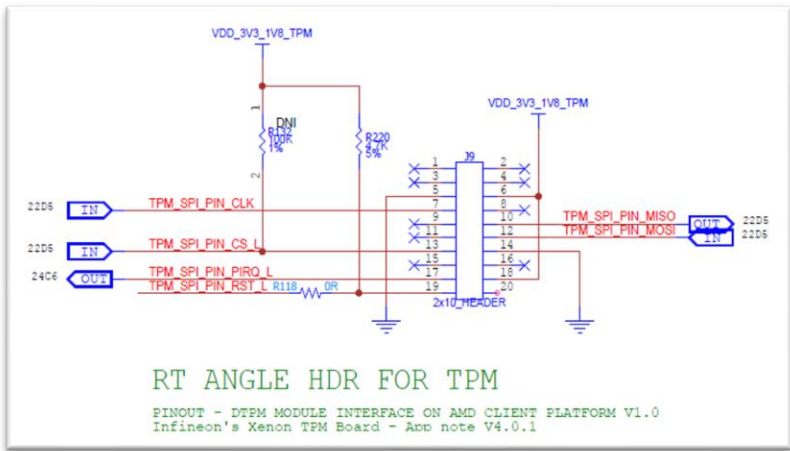 VDD_3V3_1V8_TPM
VDD_3V3_1V8_TPM
1
DNI
R132
100K
1%
2
R220
4.7K
5%
J9
1 2
3 4
5 6
7 8
9 10
11 12
13 14
15 16
17 18
19 20
2x10_HEADER
22D5 IN TPM_SPI_PIN_CLK
22D5 IN TPM_SPI_PIN_CS_L
24C6 OUT TPM_SPI_PIN_PIRQ_L
TPM_SPI_PIN_RST_L R118 0R
TPM_SPI_PIN_MISO OUT 22D5
TPM_SPI_PIN_MOSI IN 22D5
RT ANGLE HDR FOR TPM
PINOUT - DTPM MODULE INTERFACE ON AMD CLIENT PLATFORM V1.0
Infineon's Xenon TPM Board - App note V4.0.1